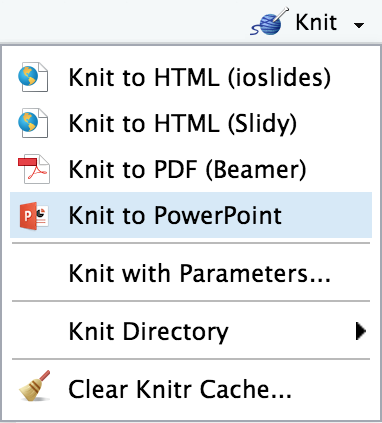 Knit
Knit to HTML (ioslides)
Knit to HTML (Slidy)
Knit to PDF (Beamer)
P Knit to PowerPoint
Knit with Parameters...
Knit Directory
Clear Knitr Cache...